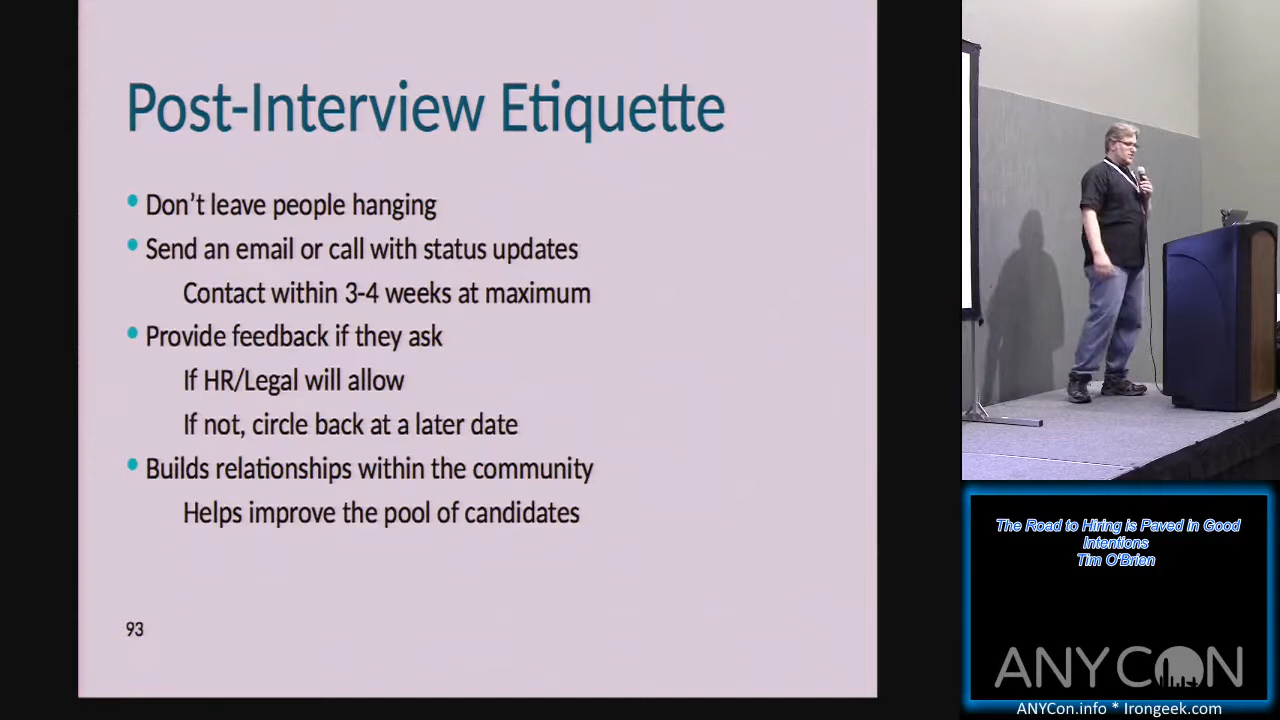 Post-Interview Etiquette
Don't leave people hanging
Send an email or call with status updates
Contact within 3-4 weeks at maximum
Provide feedback if they ask
If HR/Legal will allow
If not, circle back at a later date
Builds relationships within the community
Helps improve the pool of candidates
93
The Road to Hiring is Paved in Good
Intentions
Tim O'Brien
ANYCON
ANYCon.info * Irongeek.com